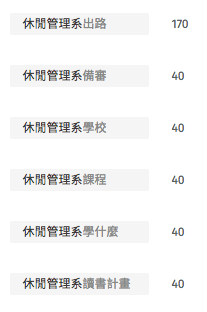 休閒管理系出路 170
休閒管理系備審 40
休閒管理系學校 40
休閒管理系課程 40
休閒管理系學什麼 40
休閒管理系讀書計畫 40